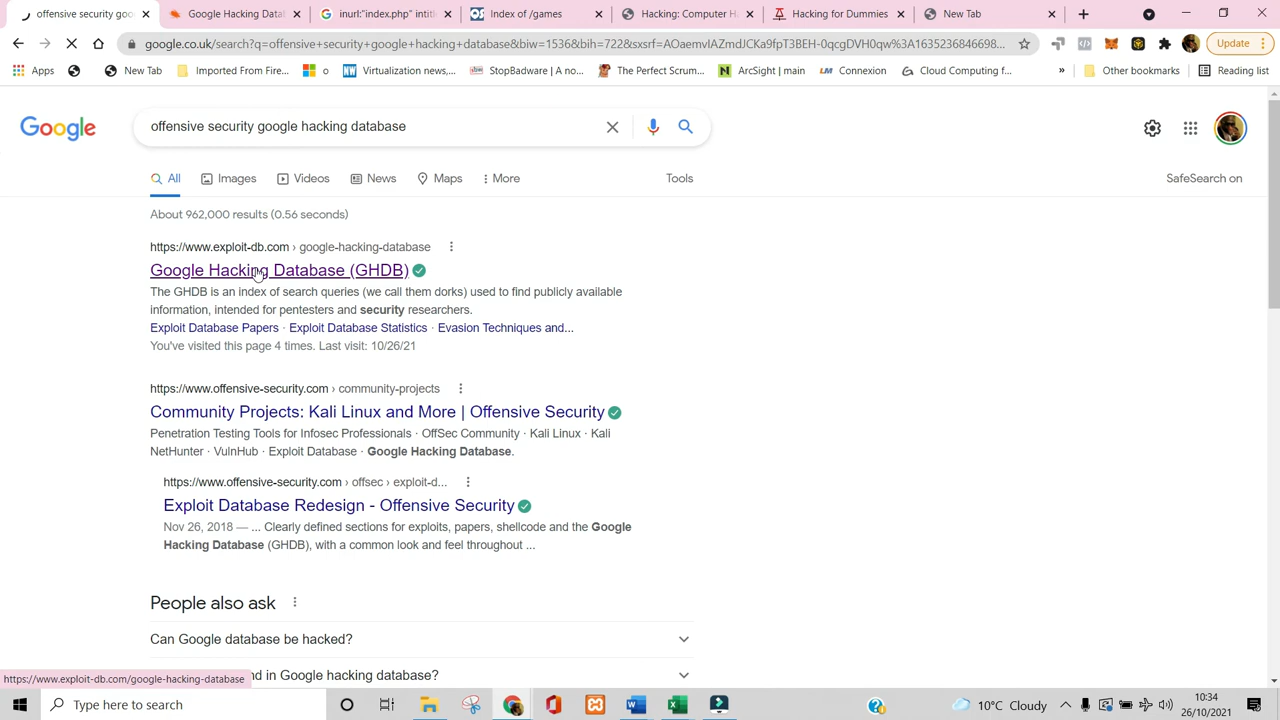 offensive security goo
Google Hacking Datab
inurl:"index.php" intitl
Index of /games
Hacking: Computer H
Hacking for Dummies
New Tab
google.co.uk/search?q=offensive+security+google+hacking+database&biw=1535&bih=722&sxsrf=AOaemvIAZmdJCKa9fpT3BEH-0qcgDVH0qw%3A1635236846698...
Update
Apps
New Tab
Imported From Fire...
o
Virtualization news,...
StopBadware | A no...
The Perfect Scrum...
ArcSight | main
Connexion
Cloud Computing f...
»
Other bookmarks
Reading list
Google
offensive security google hacking database
All
Images
Videos
News
Maps
More
Tools
SafeSearch on
About 962,000 results (0.56 seconds)
https://www.exploit-db.com › google-hacking-database
Google Hacking Database (GHDB)
The GHDB is an index of search queries (we call them dorks) used to find publicly available
information, intended for pentesters and security researchers.
Exploit Database Papers · Exploit Database Statistics · Evasion Techniques and...
You've visited this page 4 times. Last visit: 10/26/21
https://www.offensive-security.com › community-projects
Community Projects: Kali Linux and More | Offensive Security
Penetration Testing Tools for Infosec Professionals · OffSec Community · Kali Linux · Kali
NetHunter · VulnHub · Exploit Database · Google Hacking Database.
https://www.offensive-security.com › offsec › exploit-d...
Exploit Database Redesign - Offensive Security
Nov 26, 2018 — ... Clearly defined sections for exploits, papers, shellcode and the Google
Hacking Database (GHDB), with a common look and feel throughout ...
People also ask
Can Google database be hacked?
nd in Google hacking database?
https://www.exploit-db.com/google-hacking-database
Type here to search
10°C Cloudy
10:34
26/10/2021